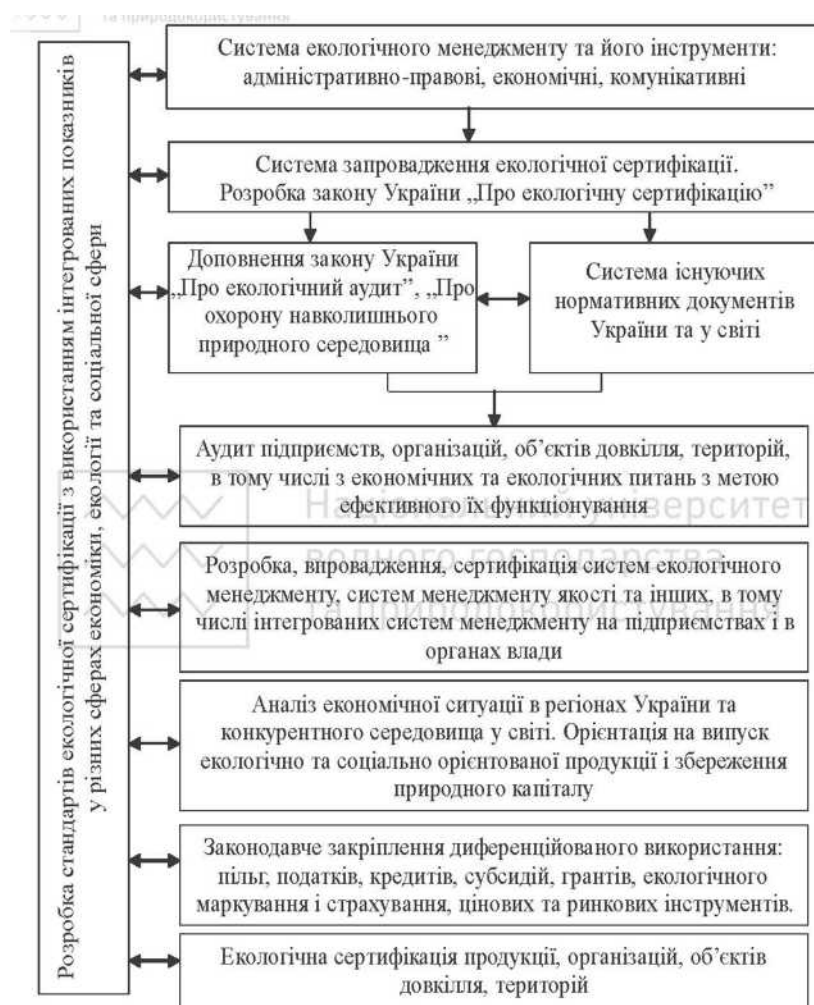 та природокористування
Розробка стандартів екологічної сертифікації з використанням інтегрованих показників
у різних сферах економіки, екології та соціальної сфери
Система екологічного менеджменту та його інструменти:
адміністративно-правові, економічні, комунікативні
Система запровадження екологічної сертифікації.
Розробка закону України „Про екологічну сертифікацію”
Доповнення закону України
„Про екологічний аудит”, „Про
охорону навколишнього
природного середовища ”
Система існуючих
нормативних документів
України та у світі
Аудит підприємств, організацій, об’єктів довкілля, територій,
в тому числі з економічних та екологічних питань з метою
ефективного їх функціонування
Національний університет
водного господарства
та природокористування
Розробка, впровадження, сертифікація систем екологічного
менеджменту, систем менеджменту якості та інших, в тому
числі інтегрованих систем менеджменту на підприємствах і в
органах влади
Аналіз економічної ситуації в регіонах України та
конкурентного середовища у світі. Орієнтація на випуск
екологічно та соціально орієнтованої продукції і збереження
природного капіталу
Законодавче закріплення диференційованого використання:
пільг, податків, кредитів, субсидій, грантів, екологічного
маркування і страхування, цінових та ринкових інструментів.
Екологічна сертифікація продукції, організацій, об’єктів
довкілля, територій